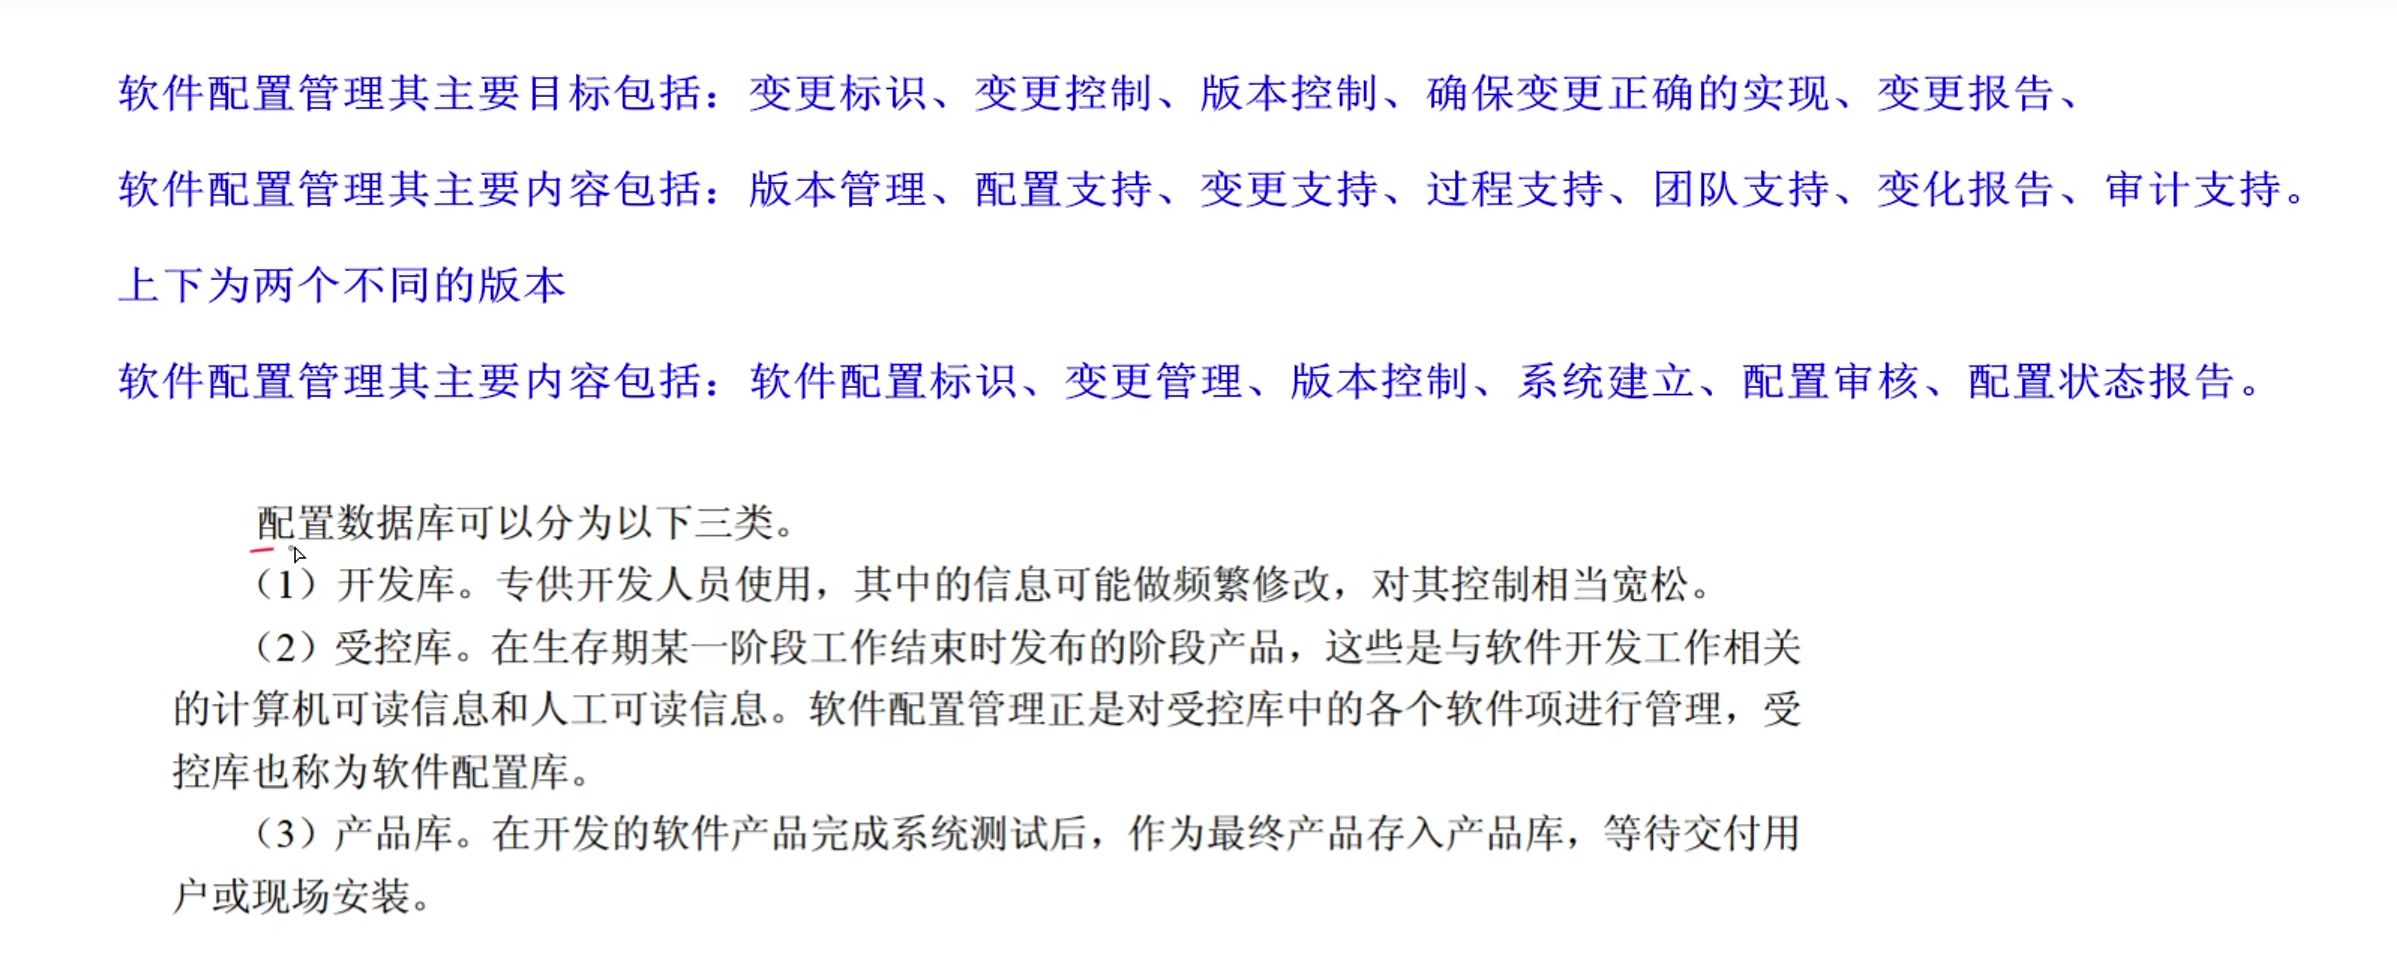 软件配置管理其主要目标包括：变更标识、变更控制、版本控制、确保变更正确的实现、变更报告、
软件配置管理其主要内容包括：版本管理、配置支持、变更支持、过程支持、团队支持、变化报告、审计支持。
上下为两个不同的版本
软件配置管理其主要内容包括：软件配置标识、变更管理、版本控制、系统建立、配置审核、配置状态报告。
配置数据库可以分为以下三类。
（1）开发库。专供开发人员使用，其中的信息可能做频繁修改，对其控制相当宽松。
（2）受控库。在生存期某一阶段工作结束时发布的阶段产品，这些是与软件开发工作相关
的计算机可读信息和人工可读信息。软件配置管理正是对受控库中的各个软件项进行管理，受
控库也称为软件配置库。
（3）产品库。在开发的软件产品完成系统测试后，作为最终产品存入产品库，等待交付用
户或现场安装。